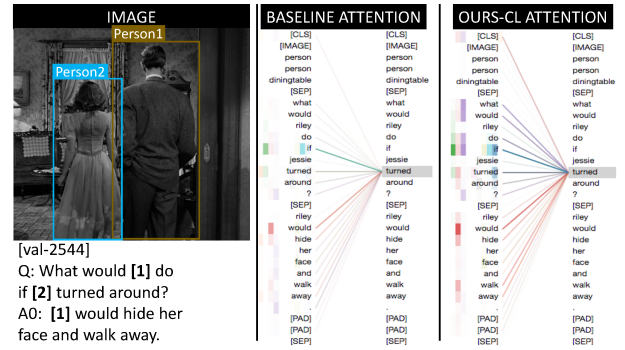 IMAGE
Person1
Person2
[val-2544]
Q: What would [1] do
if [2] turned around?
A0: [1] would hide her
face and walk away.
BASELINE ATTENTION
[CLS] [CLS]
[IMAGE] [IMAGE]
person person
person person
diningtable diningtable
[SEP] [SEP]
what what
would would
riley riley
do do
if if
jessie jessie
turned turned
around around
? ?
[SEP] [SEP]
riley riley
would would
hide hide
her her
face face
and and
walk walk
away away
. .
[PAD] [PAD]
[PAD] [PAD]
[SEP] [SEP]
OURS-CL ATTENTION
[CLS] [CLS]
[IMAGE] [IMAGE]
person person
person person
diningtable diningtable
[SEP] [SEP]
what what
would would
riley riley
do do
if if
jessie jessie
turned turned
around around
? ?
[SEP] [SEP]
riley riley
would would
hide hide
her her
face face
and and
walk walk
away away
. .
[PAD] [PAD]
[PAD] [PAD]
[SEP] [SEP]